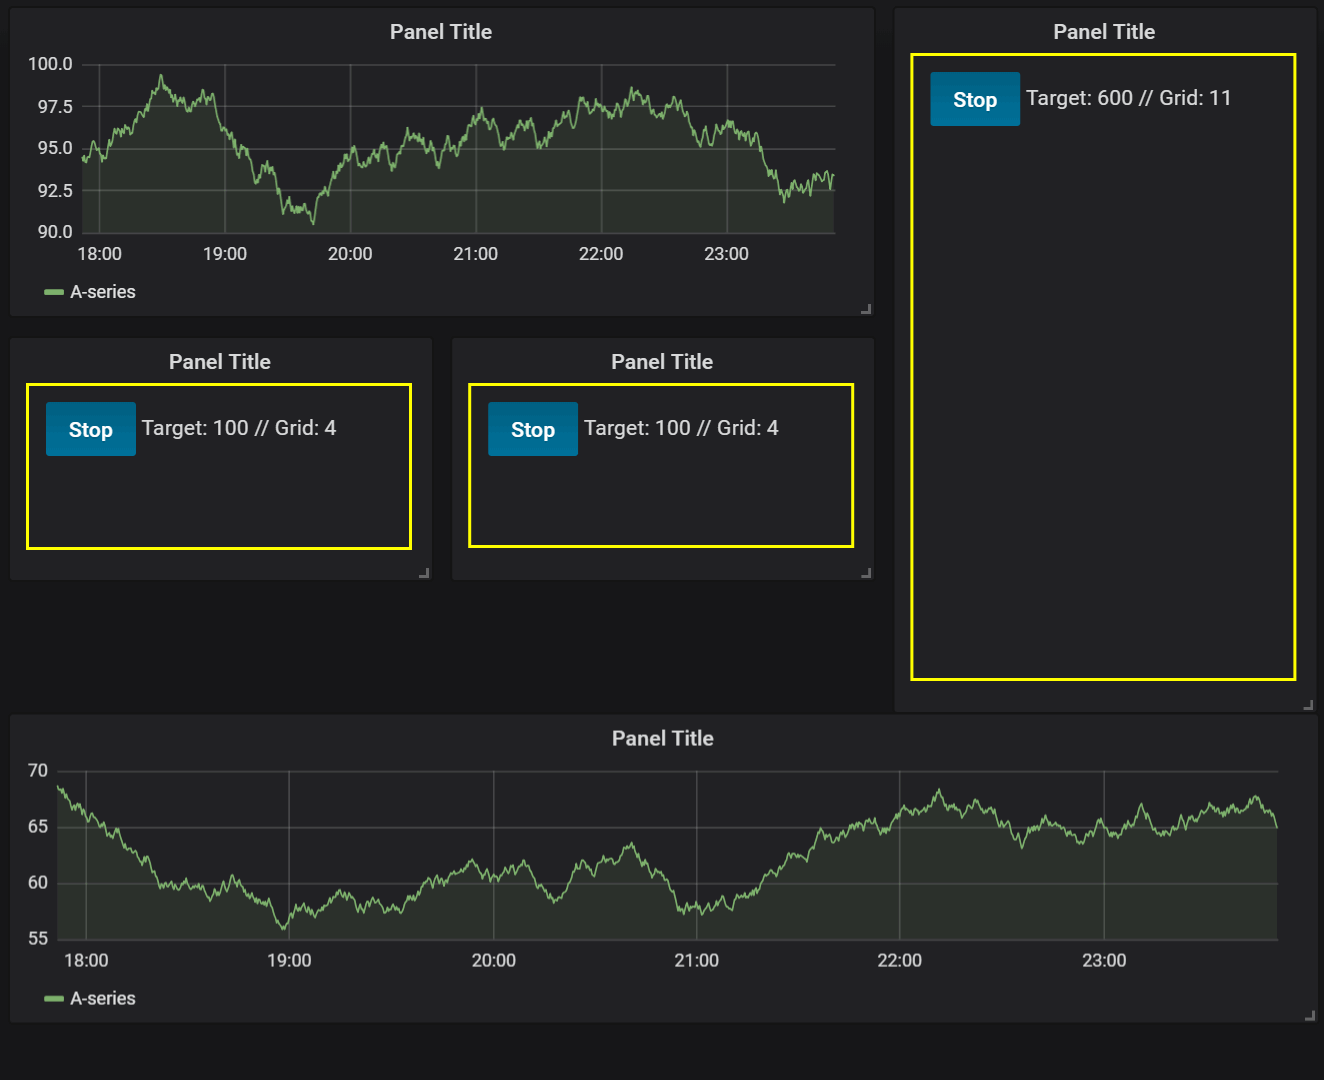 Panel Title
100.0
97.5
95.0
92.5
90.0
18:00 19:00 20:00 21:00 22:00 23:00
A-series
Panel Title
Stop Target: 600 // Grid: 11
Panel Title
Stop Target: 100 // Grid: 4
Panel Title
Stop Target: 100 // Grid: 4
Panel Title
70
65
60
55
18:00 19:00 20:00 21:00 22:00 23:00
A-series